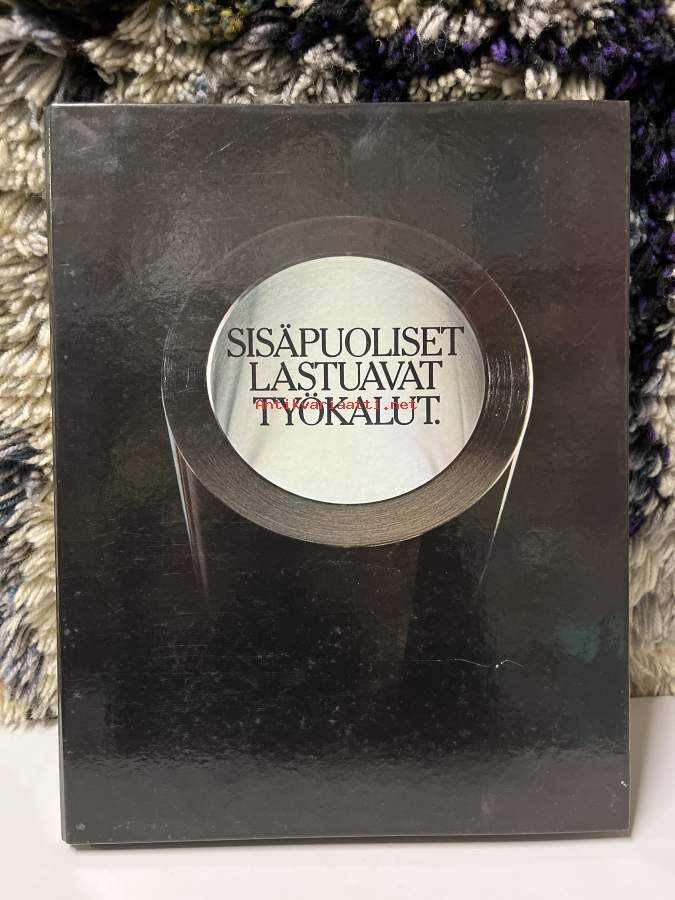 SISÄPUOLISET
LASTUAVAT
Antikvariaatti.net
TYÖKALUT.